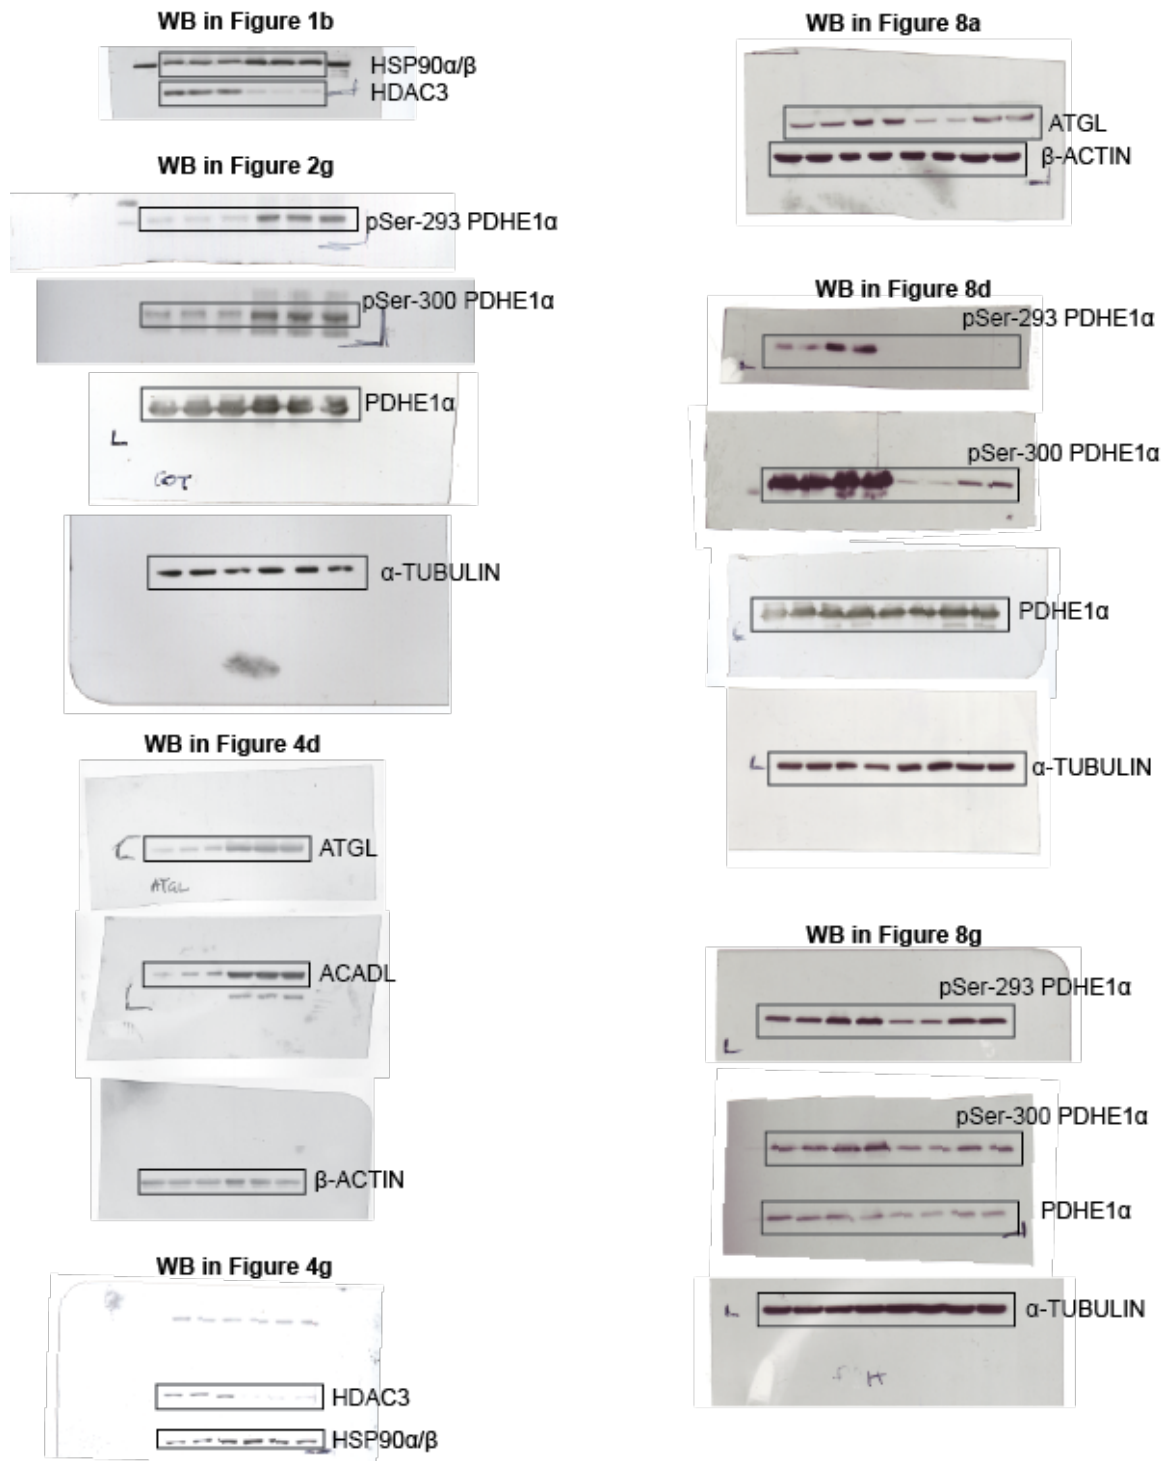 WB in Figure 1b
HSP90α/β
HDAC3
WB in Figure 2g
pSer-293 PDHE1α
pSer-300 PDHE1α
PDHE1α
L
α-TUBULIN
WB in Figure 4d
ATGL
ATGL
ACADL
L
β-ACTIN
WB in Figure 4g
HDAC3
HSP90α/β
WB in Figure 8a
ATGL
β-ACTIN
WB in Figure 8d
pSer-293 PDHE1α
L
pSer-300 PDHE1α
PDHE1α
L
α-TUBULIN
WB in Figure 8g
pSer-293 PDHE1α
L
pSer-300 PDHE1α
PDHE1α
L
α-TUBULIN